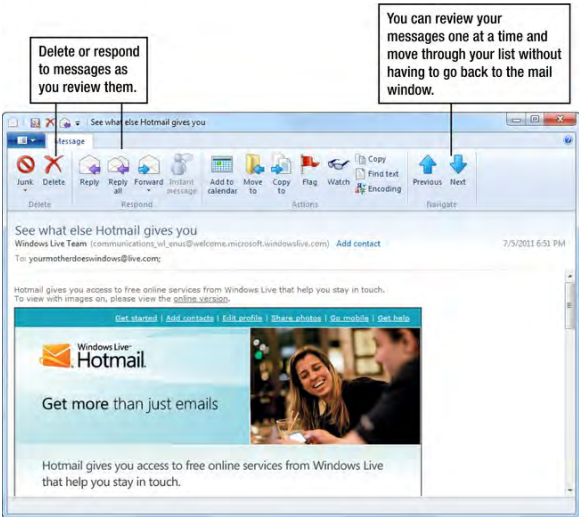 You can review your
messages one at a time and
move through your list without
having to go back to the mail
window.
Delete or respond
to messages as
you review them.
See what else Hotmail gives you
Message
Junk Delete Reply Reply all Forward Instant message Add to calendar Move to Copy to Flag Watch Copy Find text Encoding Previous Next
Delete Respond Actions Navigate
See what else Hotmail gives you
Windows Live Team (communications_wl_enus@welcome.microsoft.windowslive.com) Add contact 7/5/2011 6:51 PM
To: yourmotherdoeswindows@live.com;
Hotmail gives you access to free online services from Windows Live that help you stay in touch.
To view with images on, please view the online version.
Get started | Add contacts | Edit profile | Share photos | Go mobile | Get help
Windows Live™
Hotmail
Get more than just emails
Hotmail gives you access to free online services from Windows Live
that help you stay in touch.